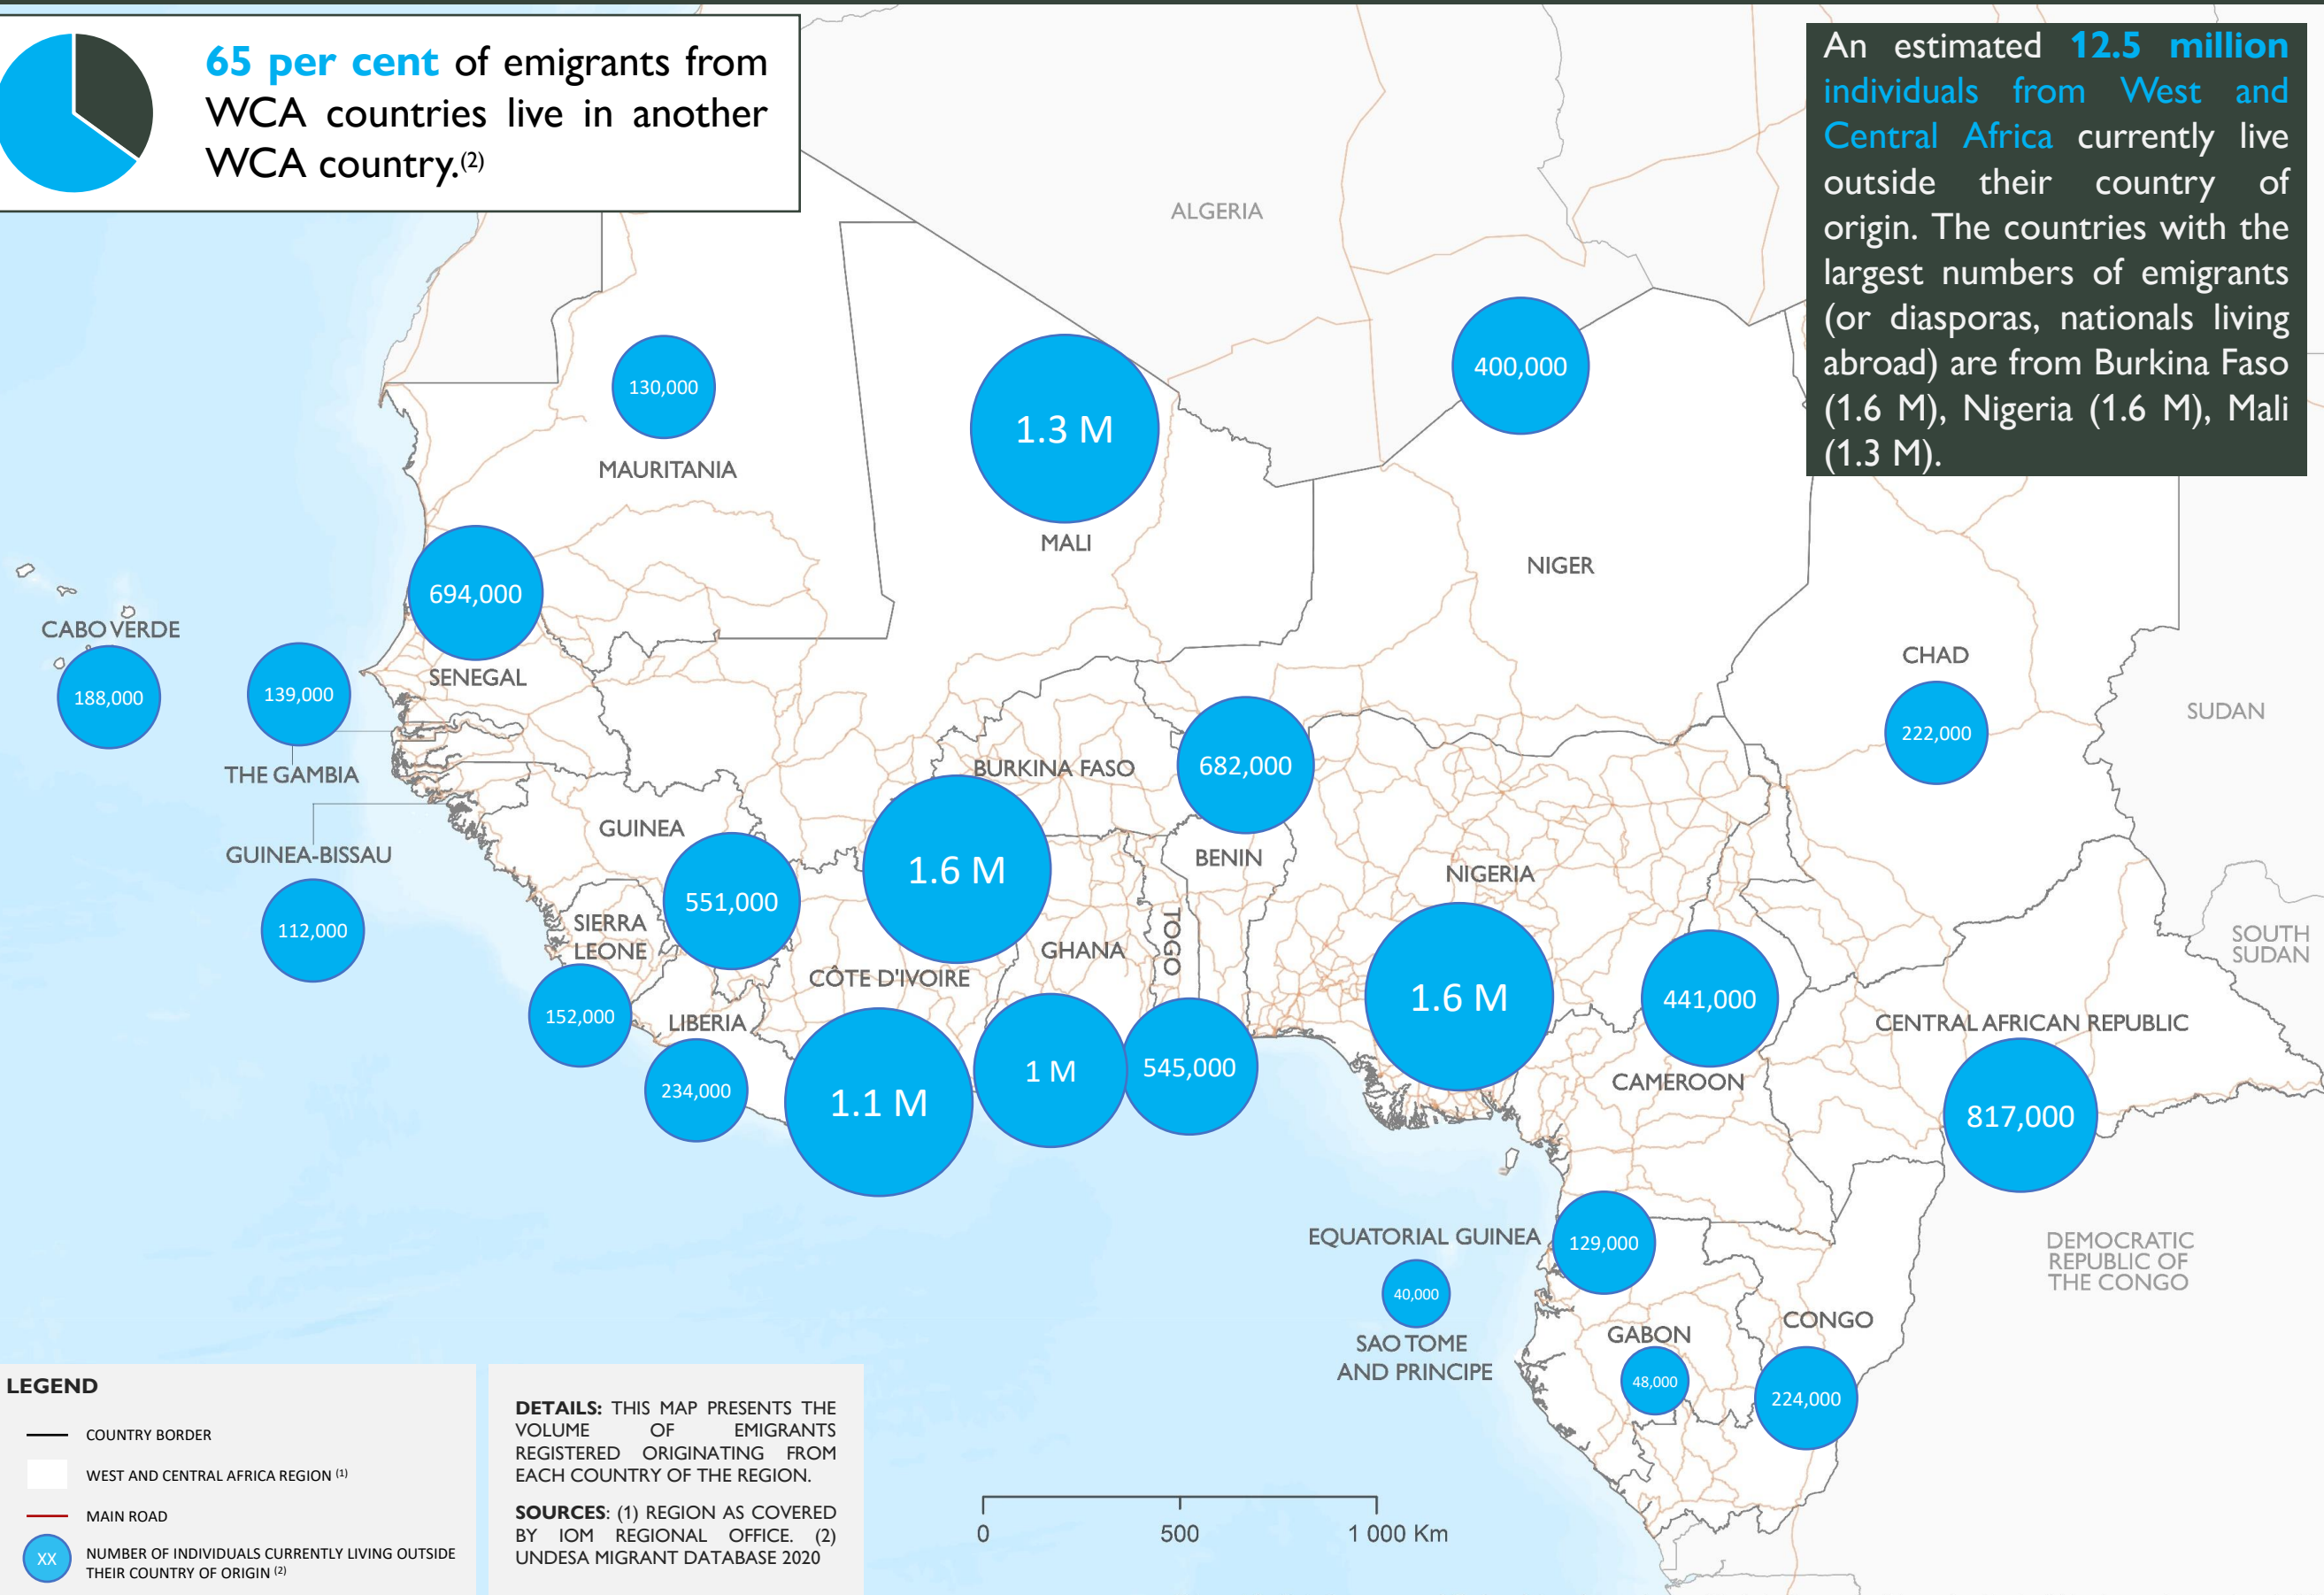 65 per cent of emigrants from
WCA countries live in another
WCA country.(2)
An estimated 12.5 million
individuals from West and
Central Africa currently live
outside their country of
origin. The countries with the
largest numbers of emigrants
(or diasporas, nationals living
abroad) are from Burkina Faso
(1.6 M), Nigeria (1.6 M), Mali
(1.3 M).
ALGERIA
400,000
130,000
1.3 M
MAURITANIA
MALI
NIGER
694,000
CABO VERDE
188,000
139,000
SENEGAL
CHAD
SUDAN
222,000
THE GAMBIA
BURKINA FASO
682,000
GUINEA
GUINEA-BISSAU
1.6 M
BENIN
NIGERIA
551,000
112,000
SIERRA
LEONE
GHANA
TOGO
SOUTH
SUDAN
CÔTE D'IVOIRE
1.6 M
441,000
152,000
LIBERIA
CENTRAL AFRICAN REPUBLIC
234,000
1.1 M
1 M
545,000
CAMEROON
817,000
EQUATORIAL GUINEA
129,000
DEMOCRATIC
REPUBLIC OF
THE CONGO
40,000
SAO TOME
AND PRINCIPE
GABON
CONGO
48,000
224,000
LEGEND
COUNTRY BORDER
WEST AND CENTRAL AFRICA REGION (1)
MAIN ROAD
XX
NUMBER OF INDIVIDUALS CURRENTLY LIVING OUTSIDE
THEIR COUNTRY OF ORIGIN (2)
DETAILS: THIS MAP PRESENTS THE
VOLUME OF EMIGRANTS
REGISTERED ORIGINATING FROM
EACH COUNTRY OF THE REGION.
SOURCES: (1) REGION AS COVERED
BY IOM REGIONAL OFFICE. (2)
UNDESA MIGRANT DATABASE 2020
0 500 1 000 Km